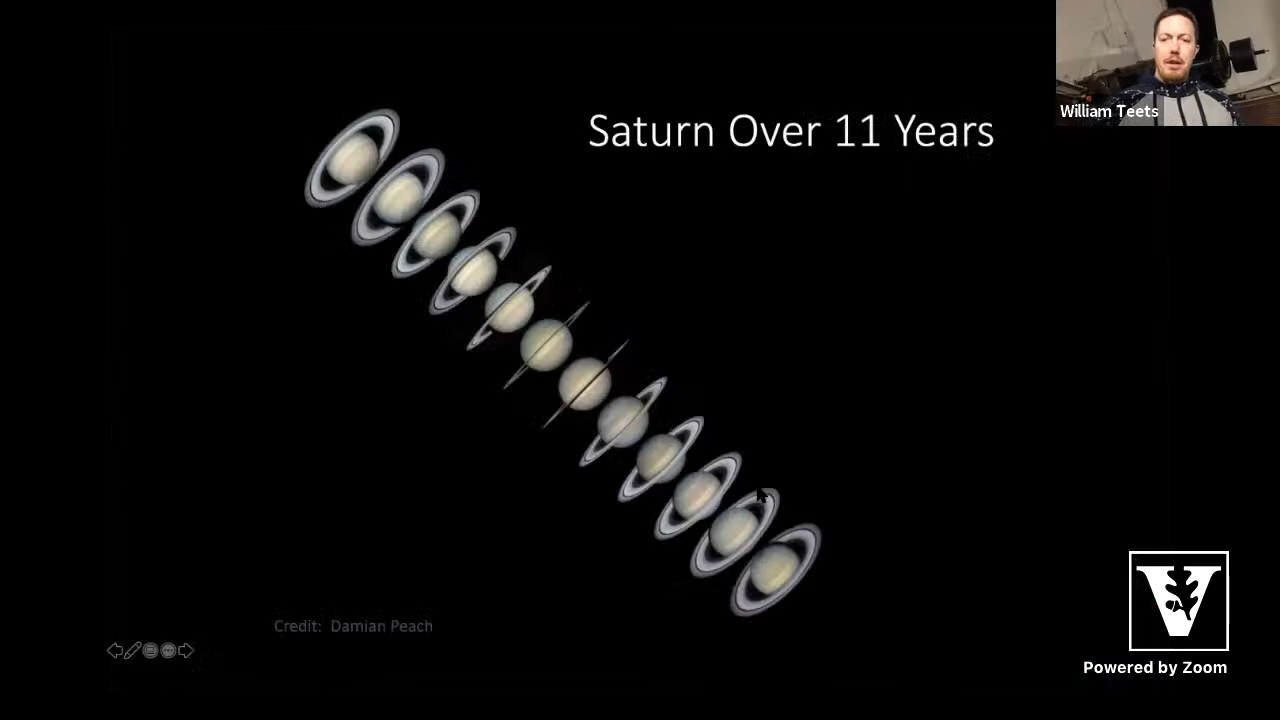 Saturn Over 11 Years
William Teets
Credit: Damian Peach
V
Powered by Zoom